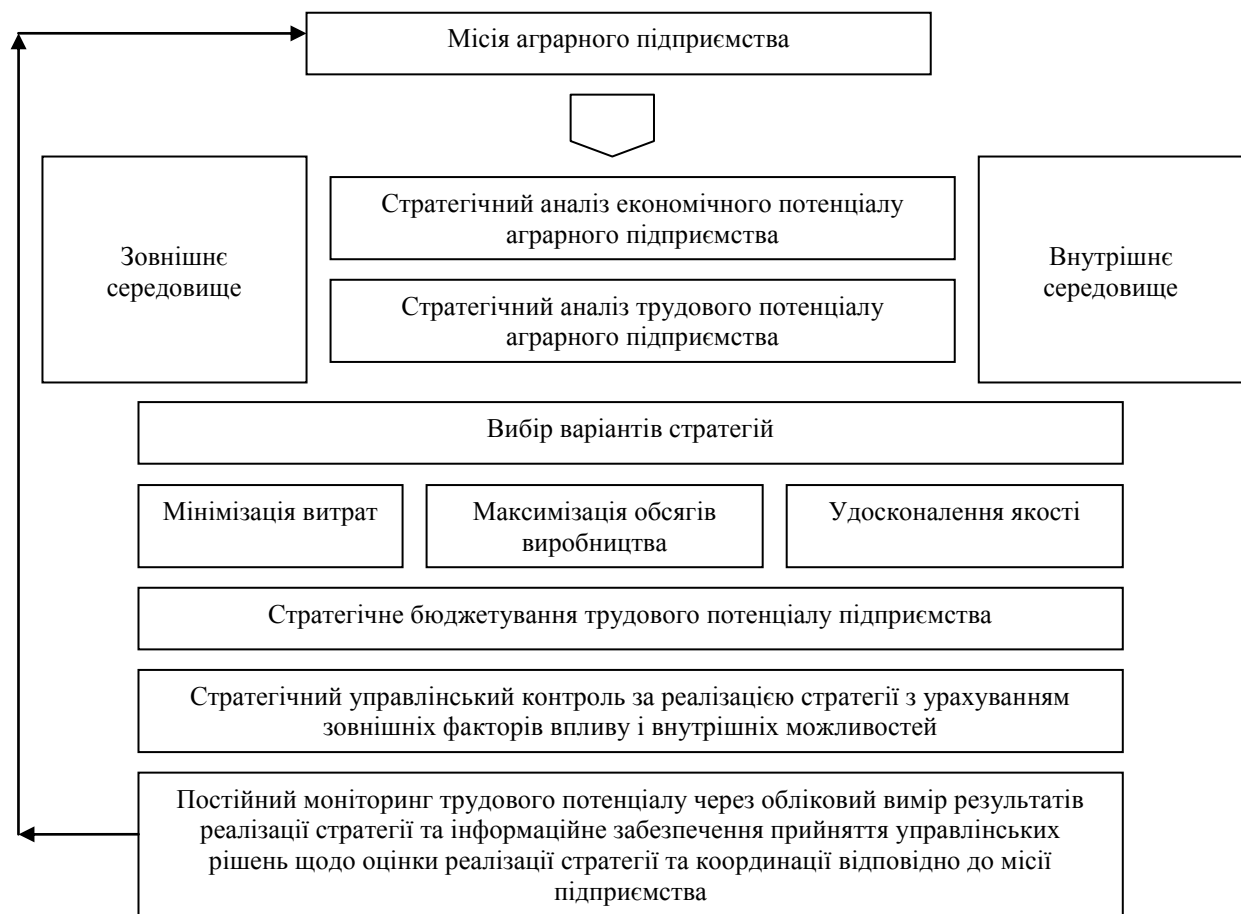 Місія аграрного підприємства
Стратегічний аналіз економічного потенціалу
аграрного підприємства
Зовнішнє
середовище
Внутрішнє
середовище
Стратегічний аналіз трудового потенціалу
аграрного підприємства
Вибір варіантів стратегій
Мінімізація витрат
Максимізація обсягів
виробництва
Удосконалення якості
Стратегічне бюджетування трудового потенціалу підприємства
Стратегічний управлінський контроль за реалізацією стратегії з урахуванням
зовнішніх факторів впливу і внутрішніх можливостей
Постійний моніторинг трудового потенціалу через обліковий вимір результатів
реалізації стратегії та інформаційне забезпечення прийняття управлінських
рішень щодо оцінки реалізації стратегії та координації відповідно до місії
підприємства